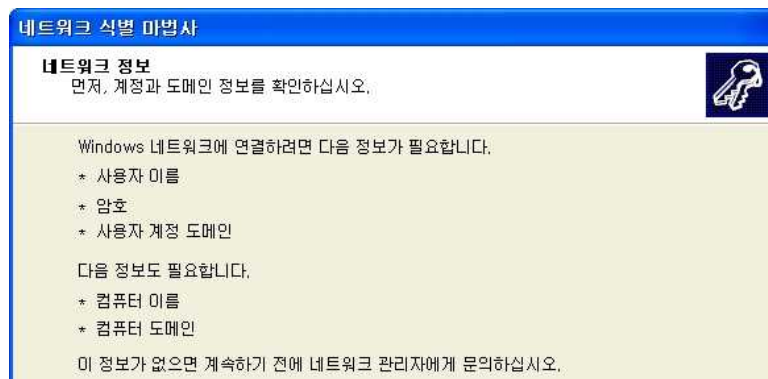 네트워크 식별 마법사
네트워크 정보
먼저, 계정과 도메인 정보를 확인하십시오.
Windows 네트워크에 연결하려면 다음 정보가 필요합니다.
* 사용자 이름
* 암호
* 사용자 계정 도메인
다음 정보도 필요합니다.
* 컴퓨터 이름
* 컴퓨터 도메인
이 정보가 없으면 계속하기 전에 네트워크 관리자에게 문의하십시오.